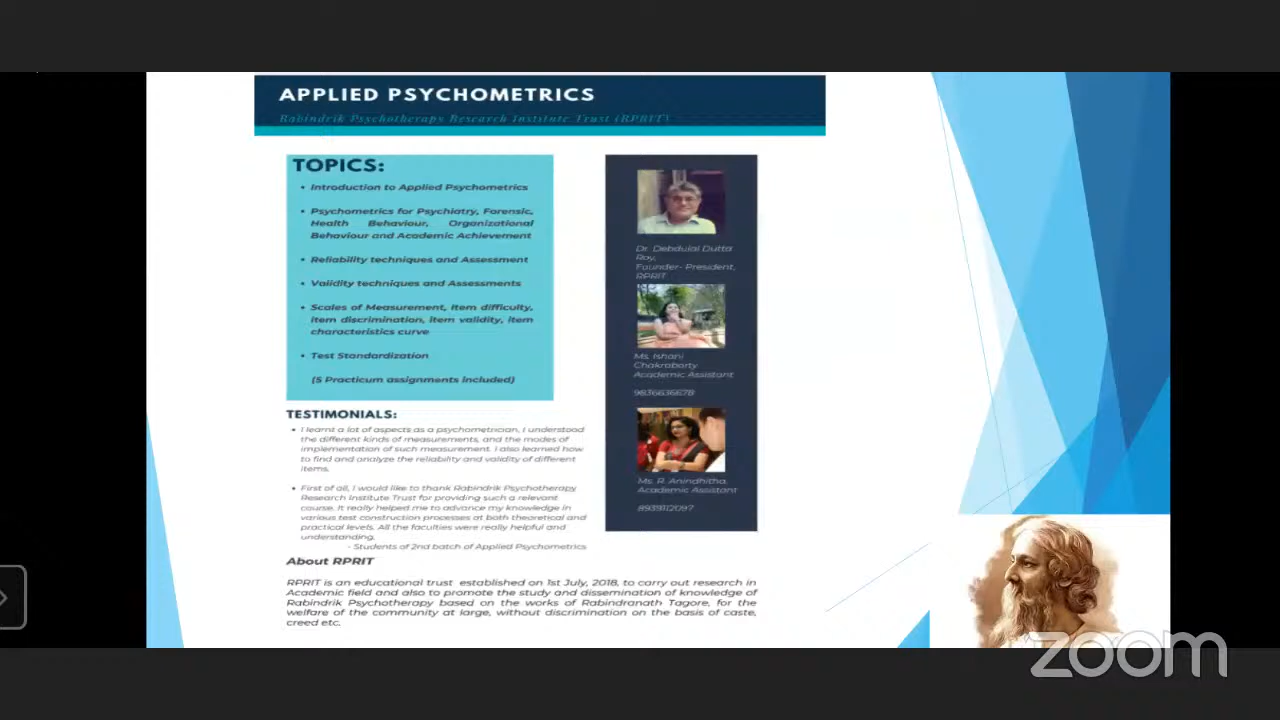 APPLIED PSYCHOMETRICS
Rabindrik Psychotherapy Research Institute Trust (RPRIT)
TOPICS:
• Introduction to Applied Psychometrics
• Psychometrics for Psychiatry, Forensic,
Health Behaviour, Organizational
Behaviour and Academic Achievement
• Reliability techniques and Assessment
• Validity techniques and Assessments
• Scales of Measurement, item difficulty,
item discrimination, item validity, item
characteristics curve
• Test Standardization
(5 Practicum assignments included)
TESTIMONIALS:
• I learnt a lot of aspects as a psychometrician, I understood
the different kinds of measurements, and the modes of
implementation of such measurement. I also learned how
to find and analyze the reliability and validity of different
items.
• First of all, I would like to thank Rabindrik Psychotherapy
Research Institute Trust for providing such a relevant
course. It really helped me to advance my knowledge in
various test construction processes at both theoretical and
practical levels. All the faculties were really helpful and
understanding.
- Students of 2nd batch of Applied Psychometrics
About RPRIT
RPRIT is an educational trust established on 1st July, 2018, to carry out research in
Academic field and also to promote the study and dissemination of knowledge of
Rabindrik Psychotherapy based on the works of Rabindranath Tagore, for the
welfare of the community at large, without discrimination on the basis of caste,
creed etc.
Dr. Debdulal Dutta
Roy,
Founder- President,
RPRIT
Ms. Ishani
Chakraborty
Academic Assistant
9836636678
Ms. R. Anindhitha,
Academic Assistant
8939112097
zoom